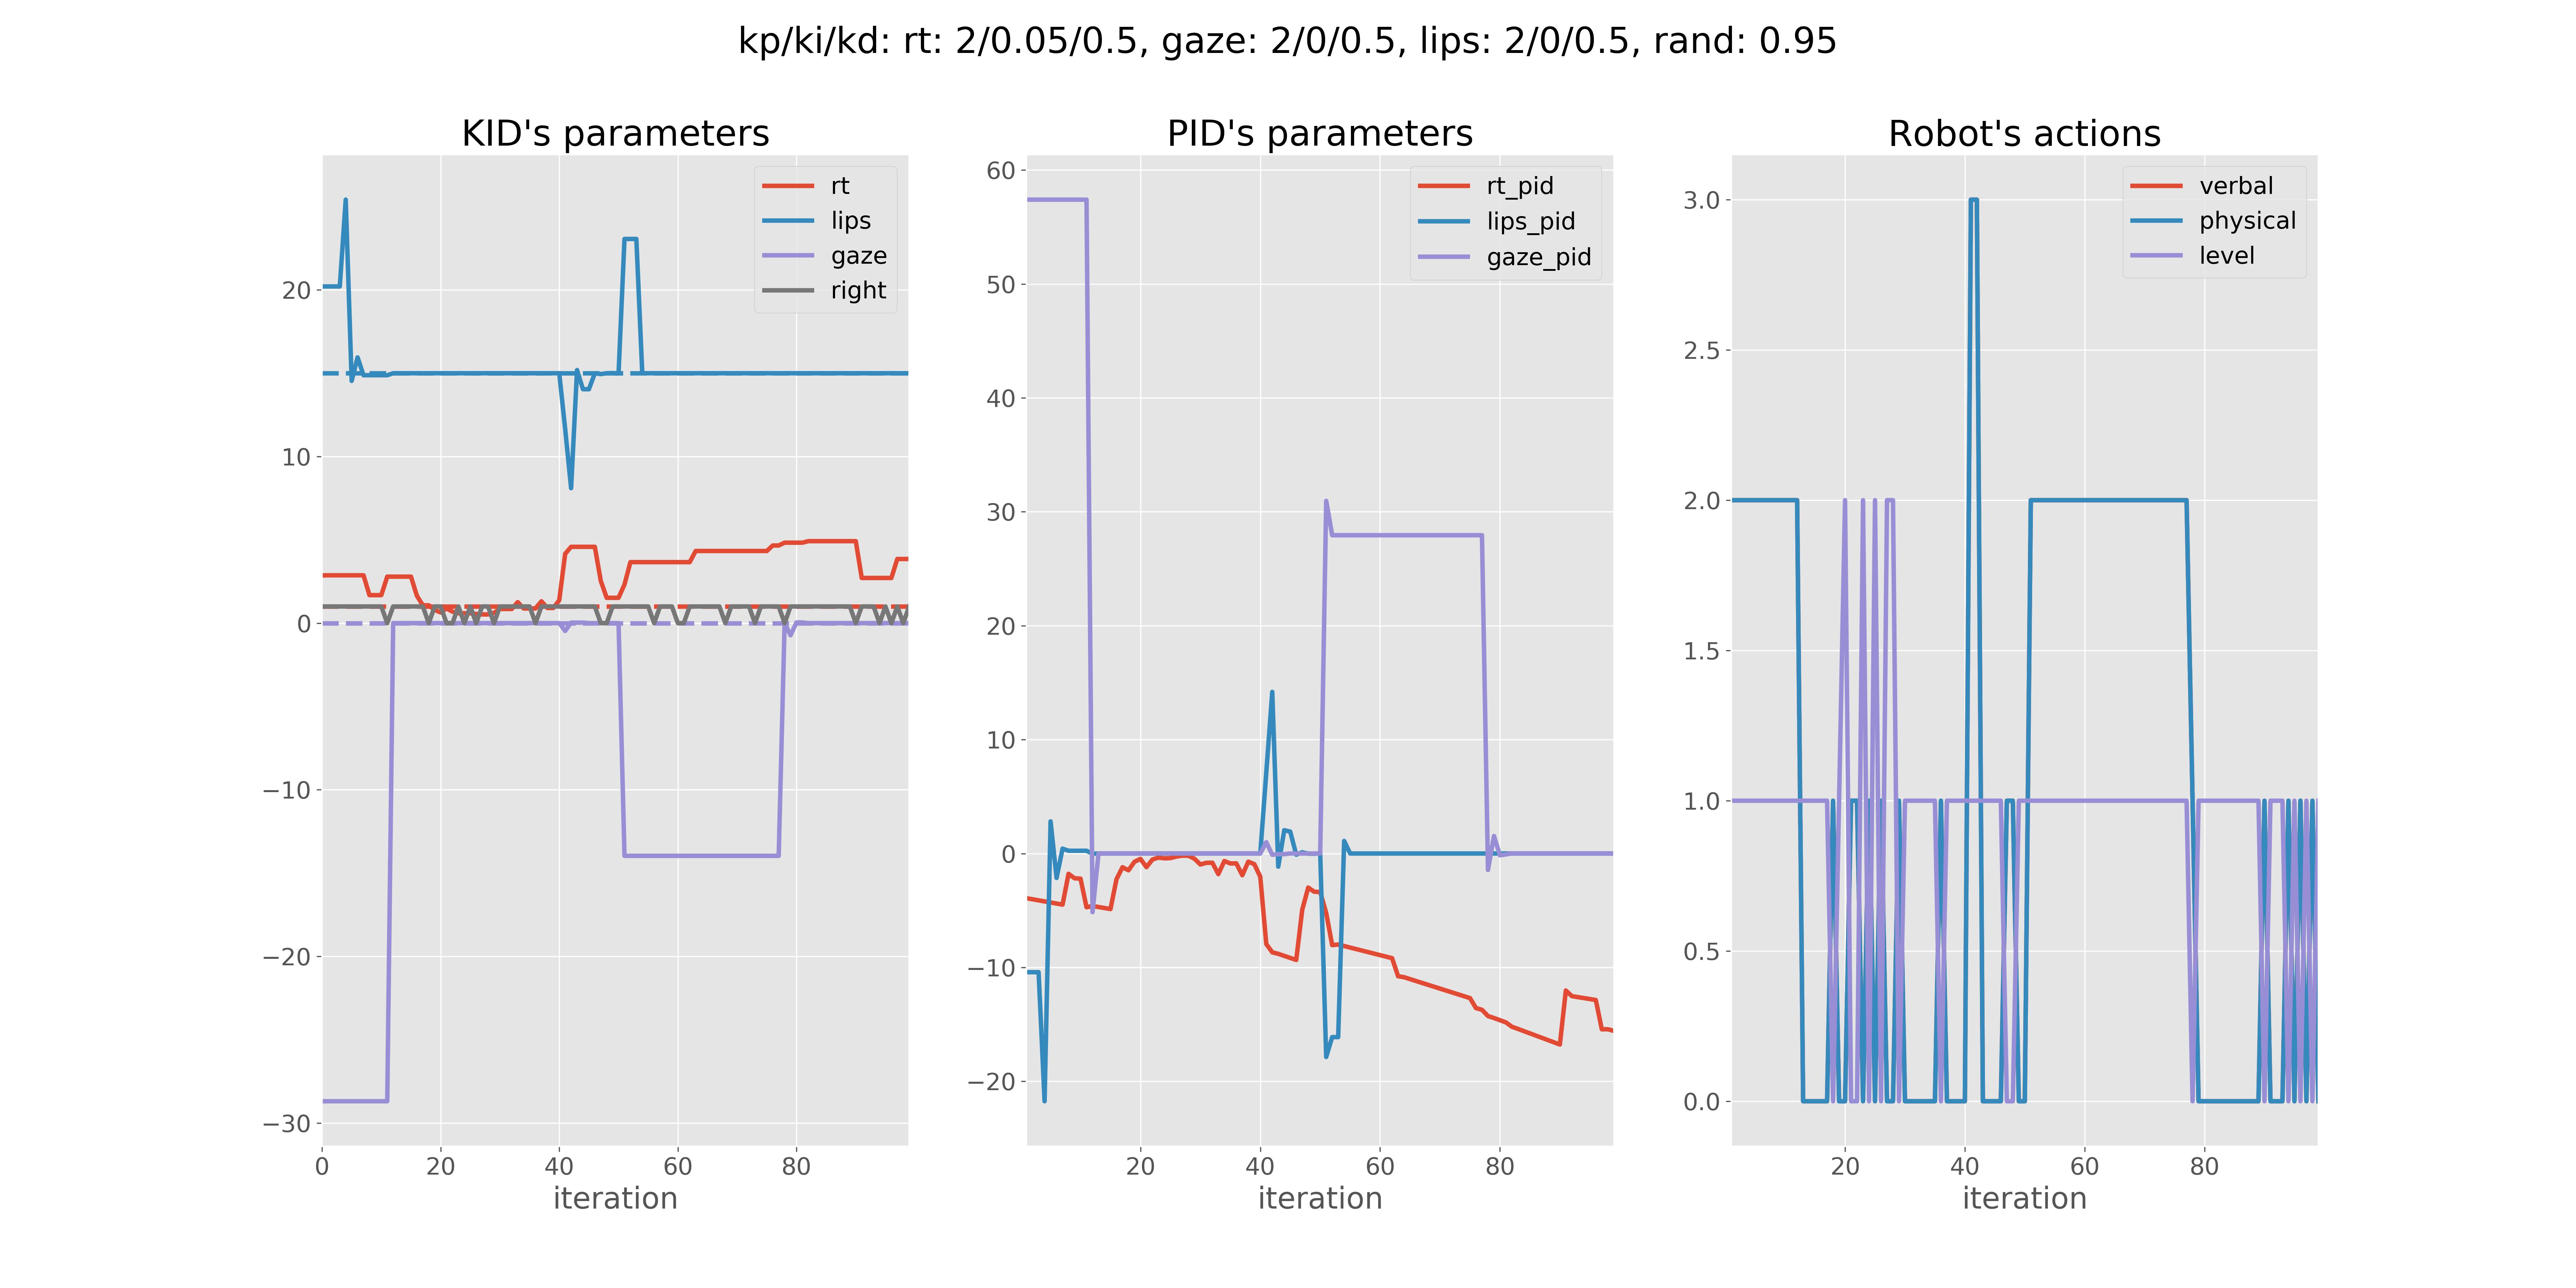 kp/ki/kd: rt: 2/0.05/0.5, gaze: 2/0/0.5, lips: 2/0/0.5, rand: 0.95
KID's parameters
rt
lips
gaze
right
20
10
0
−10
−20
−30
0 20 40 60 80
iteration
PID's parameters
rt_pid
lips_pid
gaze_pid
60
50
40
30
20
10
0
−10
−20
20 40 60 80
iteration
Robot's actions
verbal
physical
level
3.0
2.5
2.0
1.5
1.0
0.5
0.0
20 40 60 80
iteration